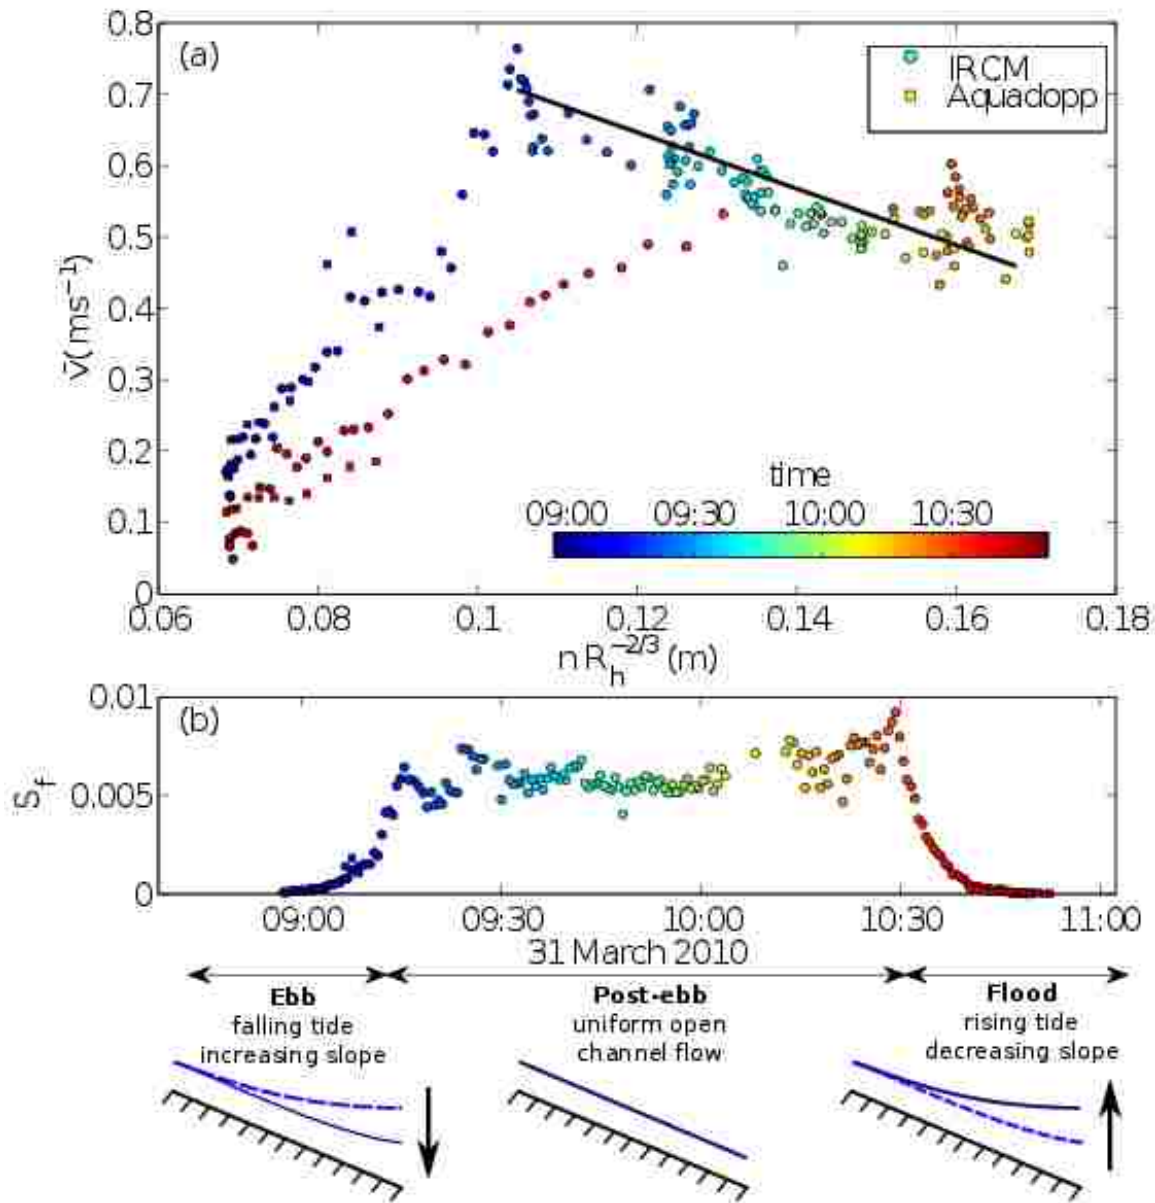 0.8
(a)
IRCM
Aquadopp
0.7
0.6
0.5
0.4
0.3
0.2
0.1
0
v̄(ms⁻¹)
time
09:00 09:30 10:00 10:30
0.06 0.08 0.1 0.12 0.14 0.16 0.18
n R_h^{-2/3} (m)
0.01
(b)
0.005
0
S_f
09:00 09:30 10:00 10:30 11:00
31 March 2010
Ebb Post-ebb Flood
falling tide uniform open rising tide
increasing slope channel flow decreasing slope